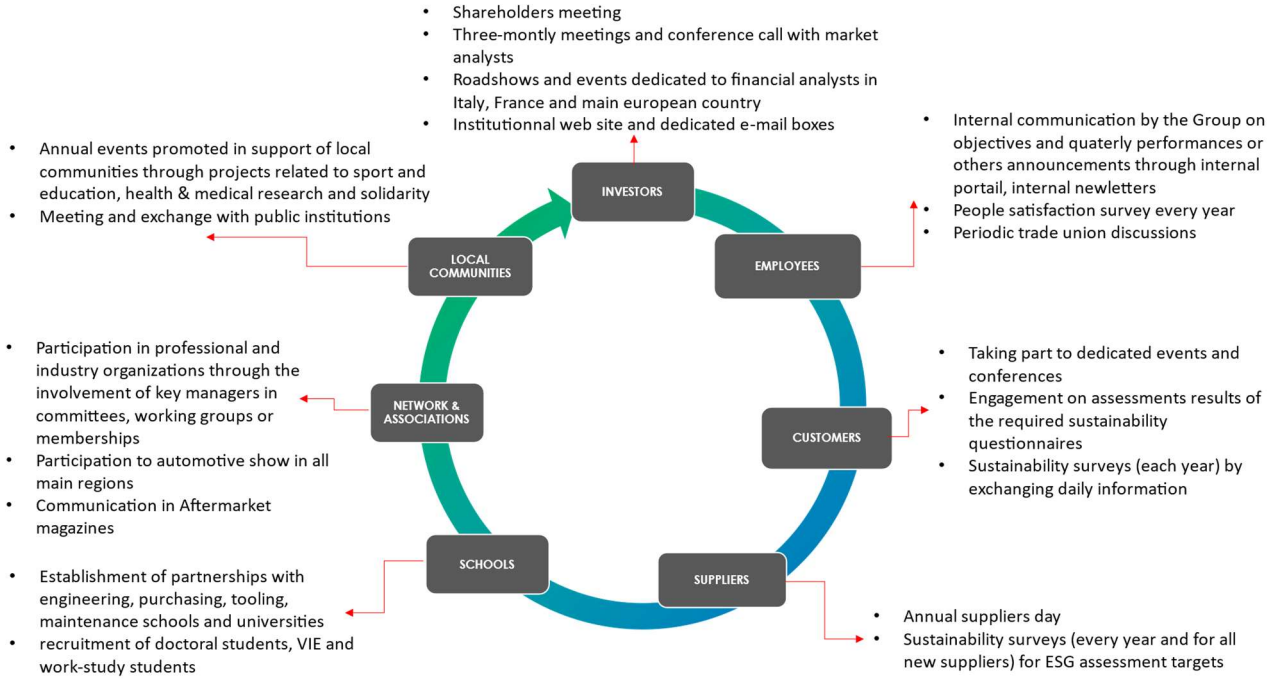 • Shareholders meeting
• Three-montly meetings and conference call with market
analysts
• Roadshows and events dedicated to financial analysts in
Italy, France and main european country
• Institutionnal web site and dedicated e-mail boxes
INVESTORS
• Internal communication by the Group on
objectives and quaterly performances or
others announcements through internal
portail, internal newletters
• People satisfaction survey every year
• Periodic trade union discussions
EMPLOYEES
• Taking part to dedicated events and
conferences
• Engagement on assessments results of
the required sustainability
questionnaires
• Sustainability surveys (each year) by
exchanging daily information
CUSTOMERS
• Annual suppliers day
• Sustainability surveys (every year and for all
new suppliers) for ESG assessment targets
SUPPLIERS
SCHOOLS
• Establishment of partnerships with
engineering, purchasing, tooling,
maintenance schools and universities
• recruitment of doctoral students, VIE and
work-study students
NETWORK &
ASSOCIATIONS
• Participation in professional and
industry organizations through the
involvement of key managers in
committees, working groups or
memberships
• Participation to automotive show in all
main regions
• Communication in Aftermarket
magazines
LOCAL
COMMUNITIES
• Annual events promoted in support of local
communities through projects related to sport and
education, health & medical research and solidarity
• Meeting and exchange with public institutions